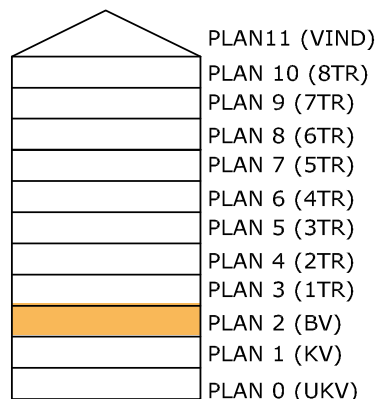 PLAN11 (VIND)
PLAN 10 (8TR)
PLAN 9 (7TR)
PLAN 8 (6TR)
PLAN 7 (5TR)
PLAN 6 (4TR)
PLAN 5 (3TR)
PLAN 4 (2TR)
PLAN 3 (1TR)
PLAN 2 (BV)
PLAN 1 (KV)
PLAN 0 (UKV)